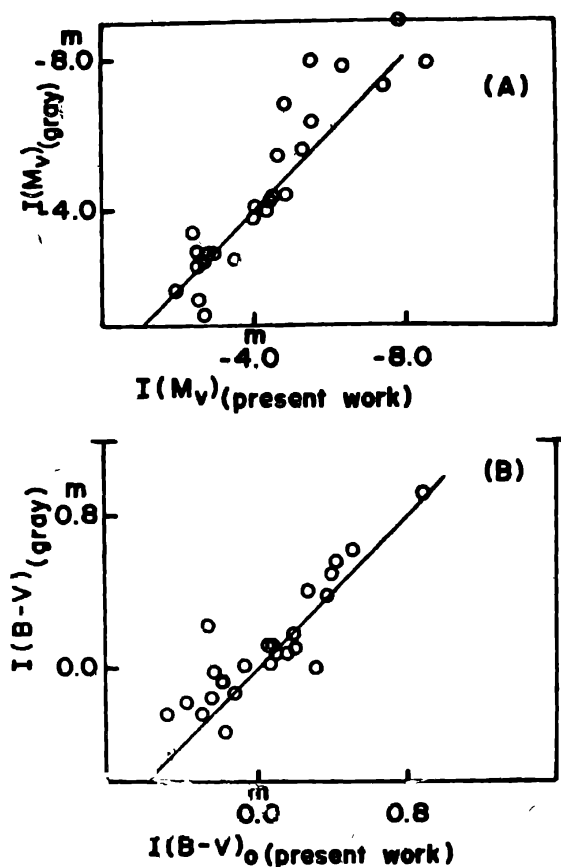 m
-8.0
(A)
I(Mv)(gray)
-4.0
m
-4.0
-8.0
I(Mv)(present work)
(B)
m
0.8
I(B-V)(gray)
0.0
m
0.0
0.8
I(B-V)o(present work)